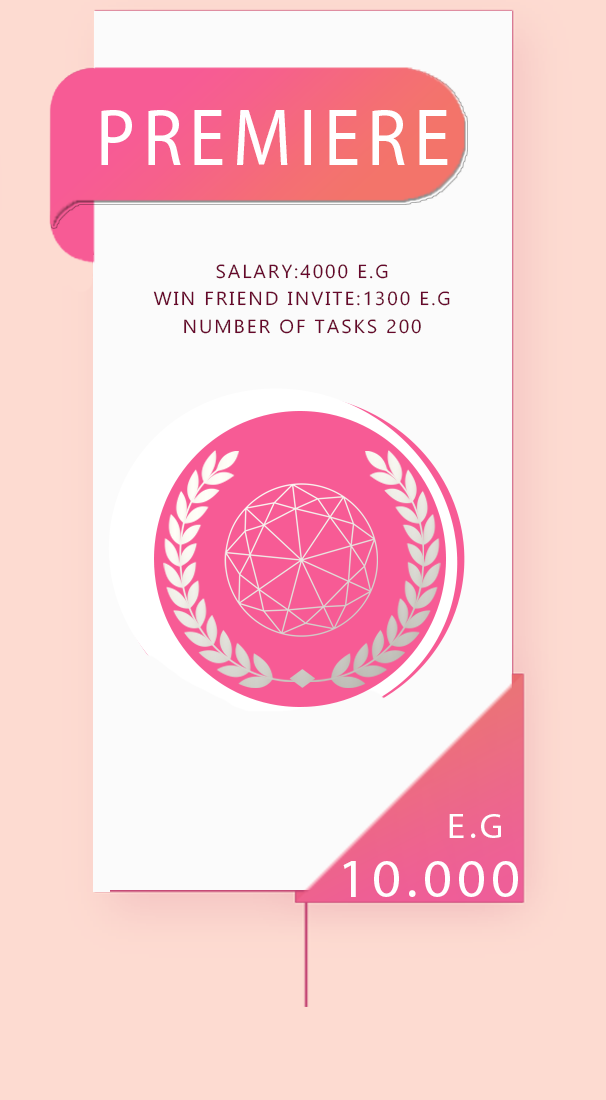 PREMIERE
SALARY:4000 E.G
WIN FRIEND INVITE:1300 E.G
NUMBER OF TASKS 200
E.G
10.000